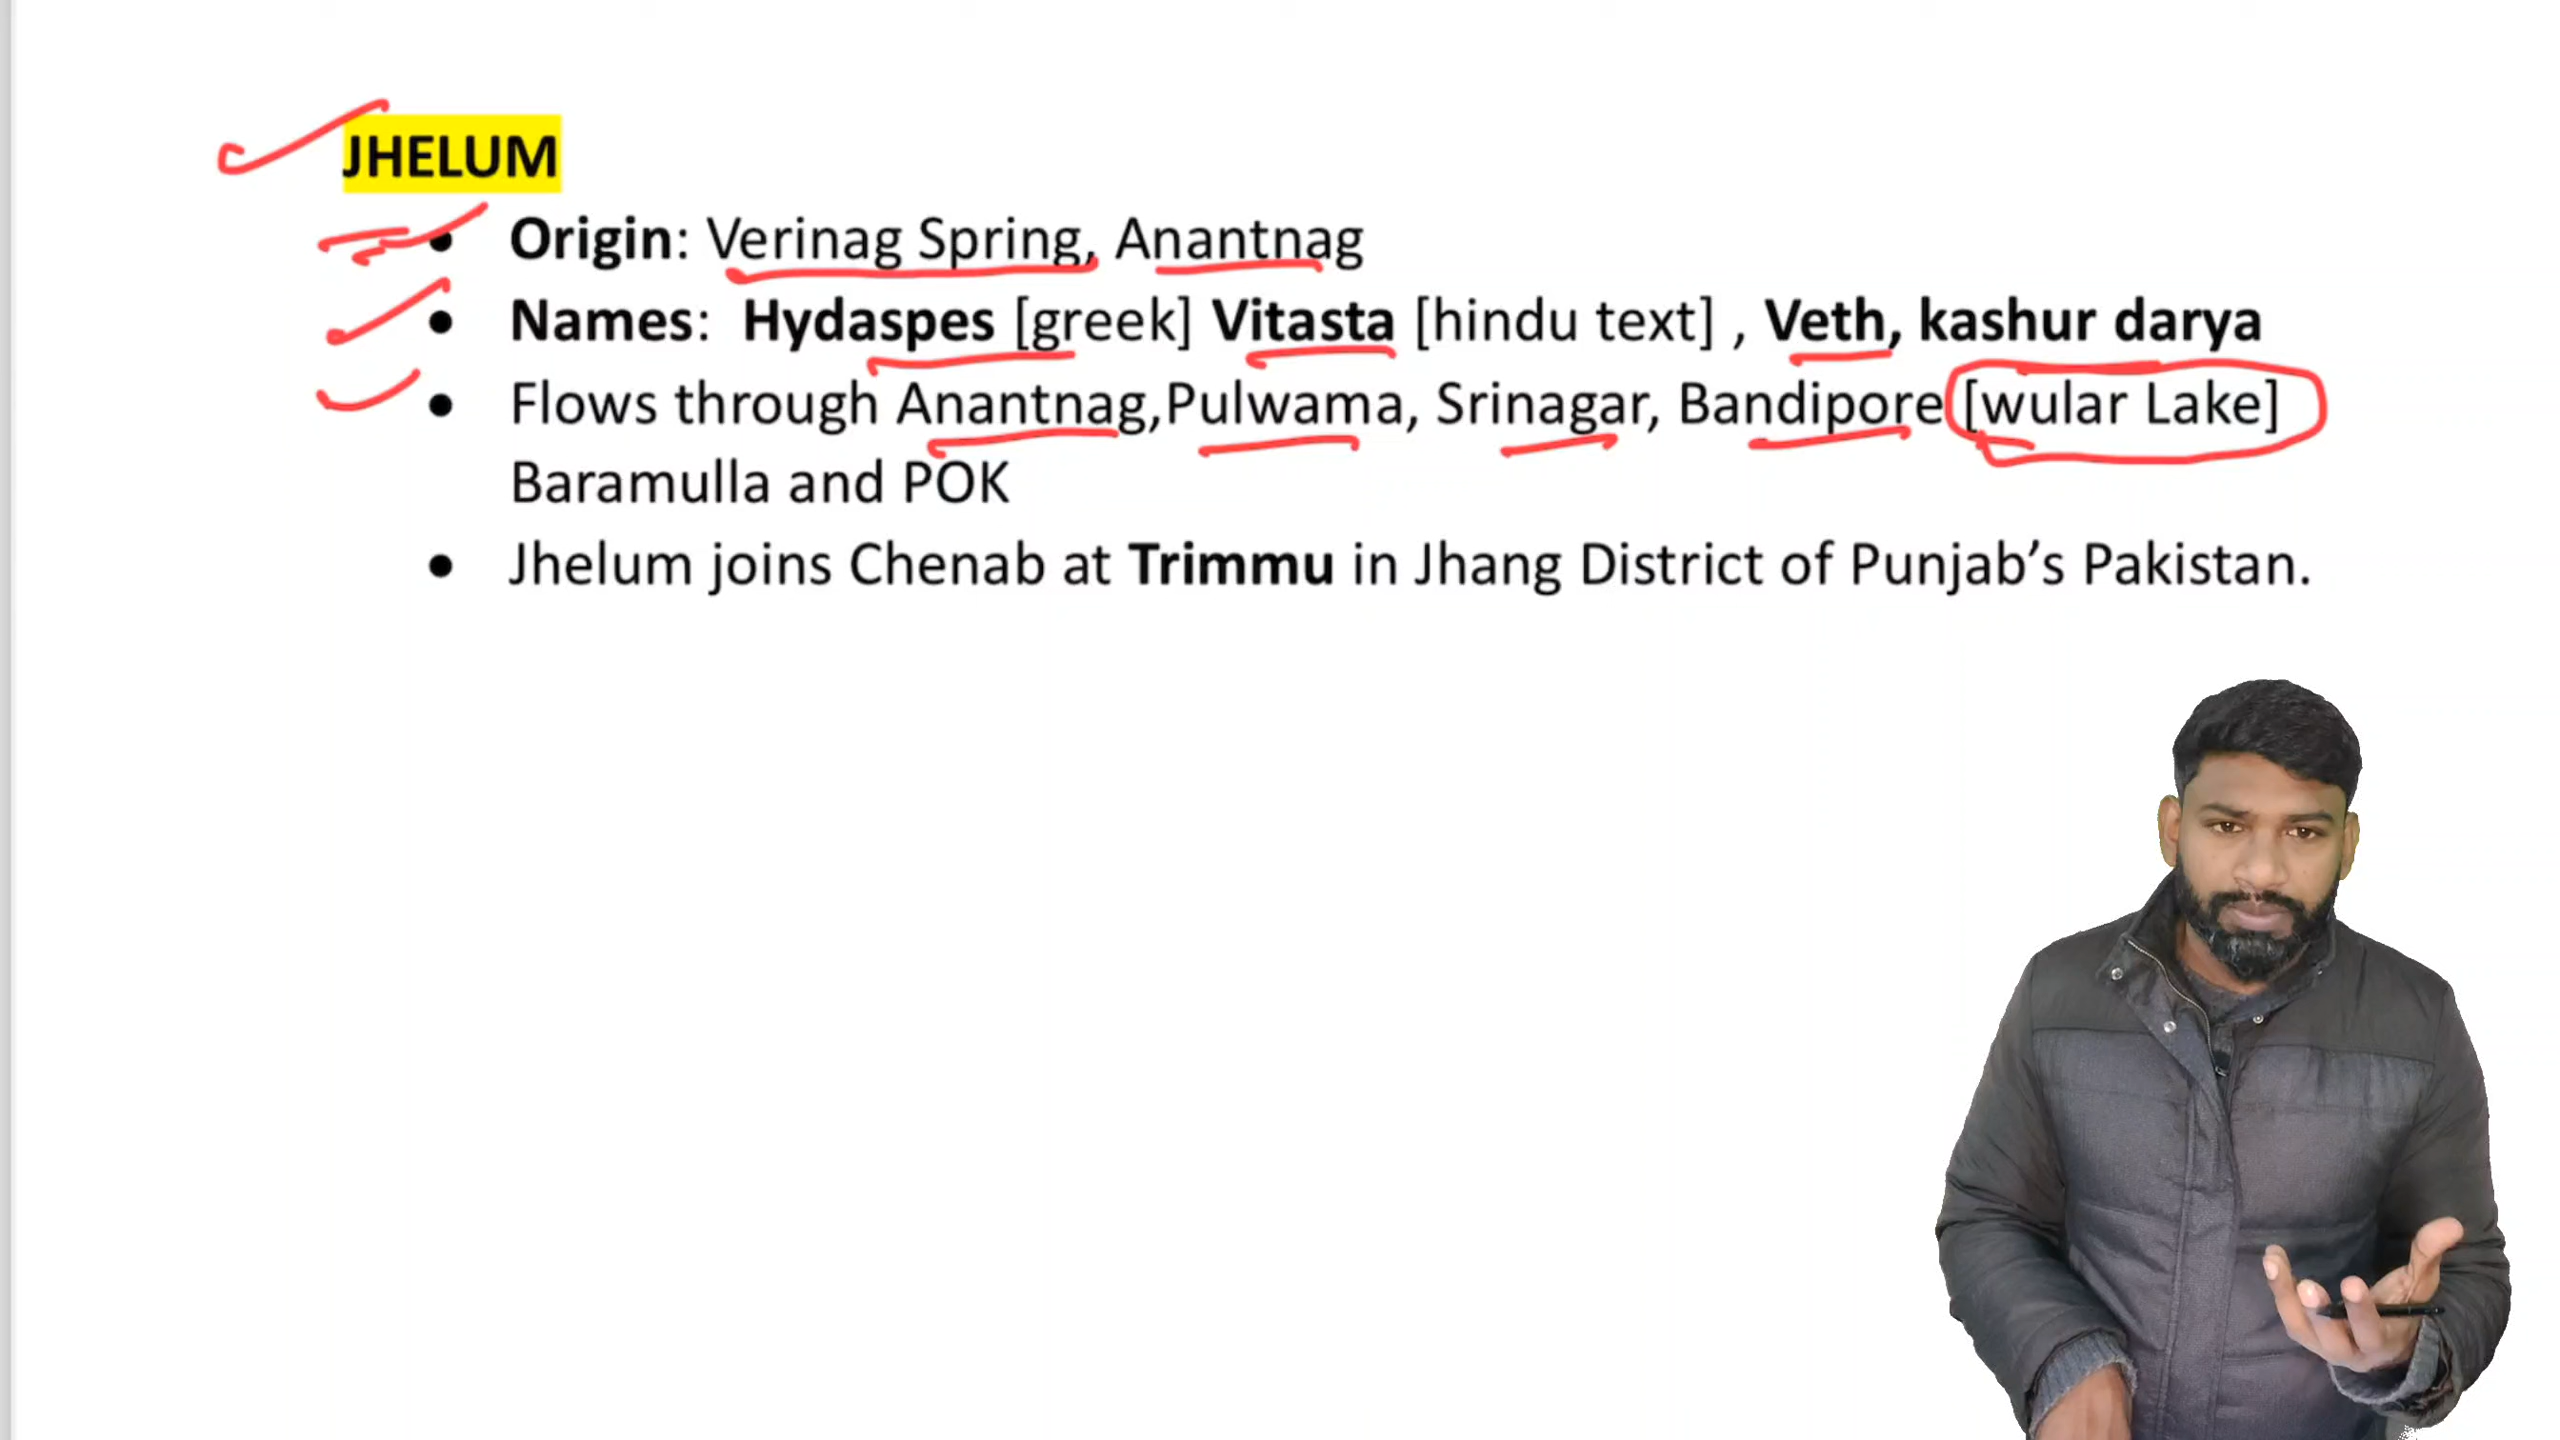 JHELUM
• Origin: Verinag Spring, Anantnag
• Names: Hydaspes [greek] Vitasta [hindu text] , Veth, kashur darya
• Flows through Anantnag,Pulwama, Srinagar, Bandipore [wular Lake]
Baramulla and POK
• Jhelum joins Chenab at Trimmu in Jhang District of Punjab’s Pakistan.